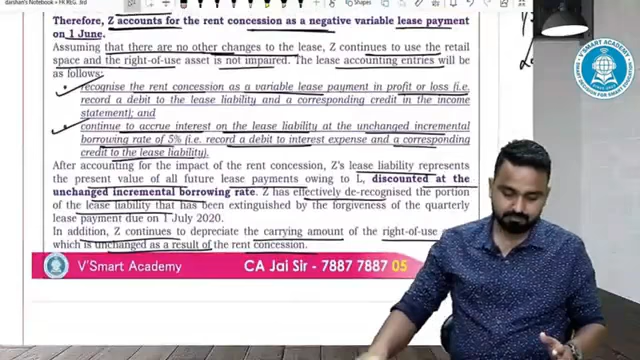 darshan's Notebook » FR REG. 3rd
Therefore, Z accounts for the rent concession as a negative variable lease payment
on 1 June.
Assuming that there are no other changes to the lease, Z continues to use the retail
space and the right-of-use asset is not impaired. The lease accounting entries will be
as follows:
recognise the rent concession as a variable lease payment in profit or loss (i.e.
record a debit to the lease liability and a corresponding credit in the income
statement); and
continue to accrue interest on the lease liability at the unchanged incremental
borrowing rate of 5% (i.e. record a debit to interest expense and a corresponding
credit to the lease liability).
After accounting for the impact of the rent concession, Z's lease liability represents
the present value of all future lease payments owing to L, discounted at the
unchanged incremental borrowing rate. Z has effectively de-recognised the portion
of the lease liability that has been extinguished by the forgiveness of the quarterly
lease payment due on 1 July 2020.
In addition, Z continues to depreciate the carrying amount of the right-of-use
which is unchanged as a result of the rent concession.
V'Smart Academy
CA Jai Sir - 7887 7887 05
V'SMART ACADEMY